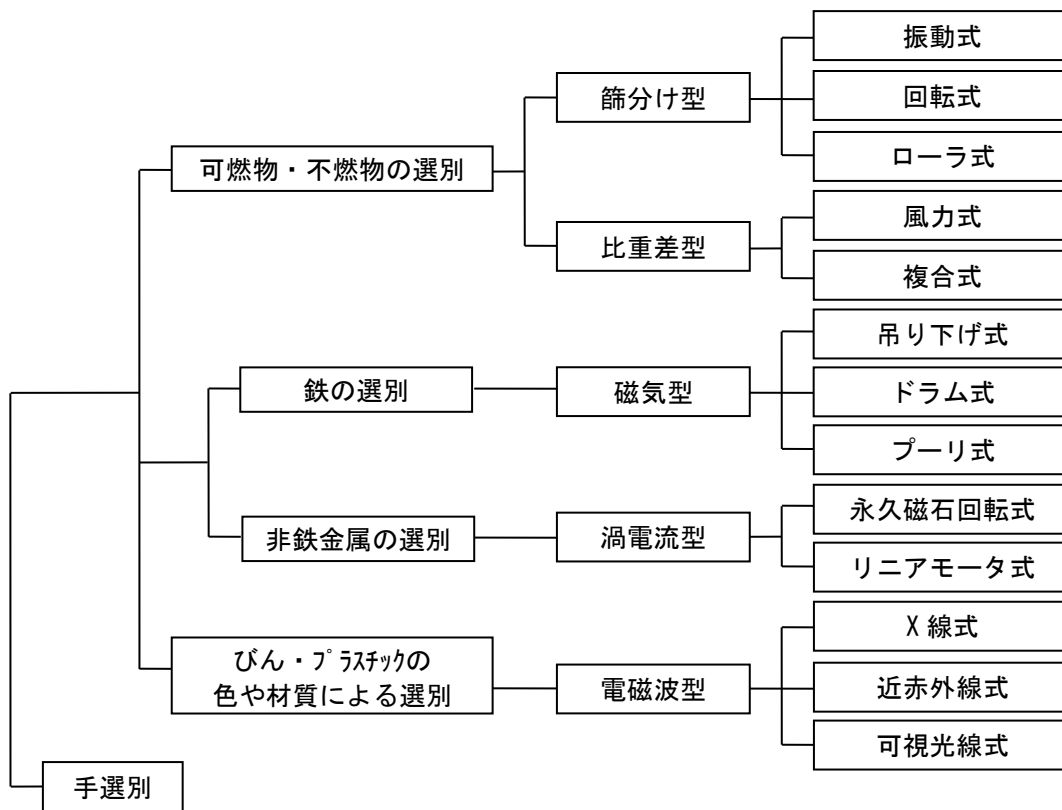 振動式
篩分け型
回転式
ローラ式
可燃物・不燃物の選別
風力式
比重差型
複合式
吊り下げ式
鉄の選別
磁気型
ドラム式
プーリ式
永久磁石回転式
非鉄金属の選別
渦電流型
リニアモータ式
X 線式
びん・プラスチックの
色や材質による選別
電磁波型
近赤外線式
可視光線式
手選別